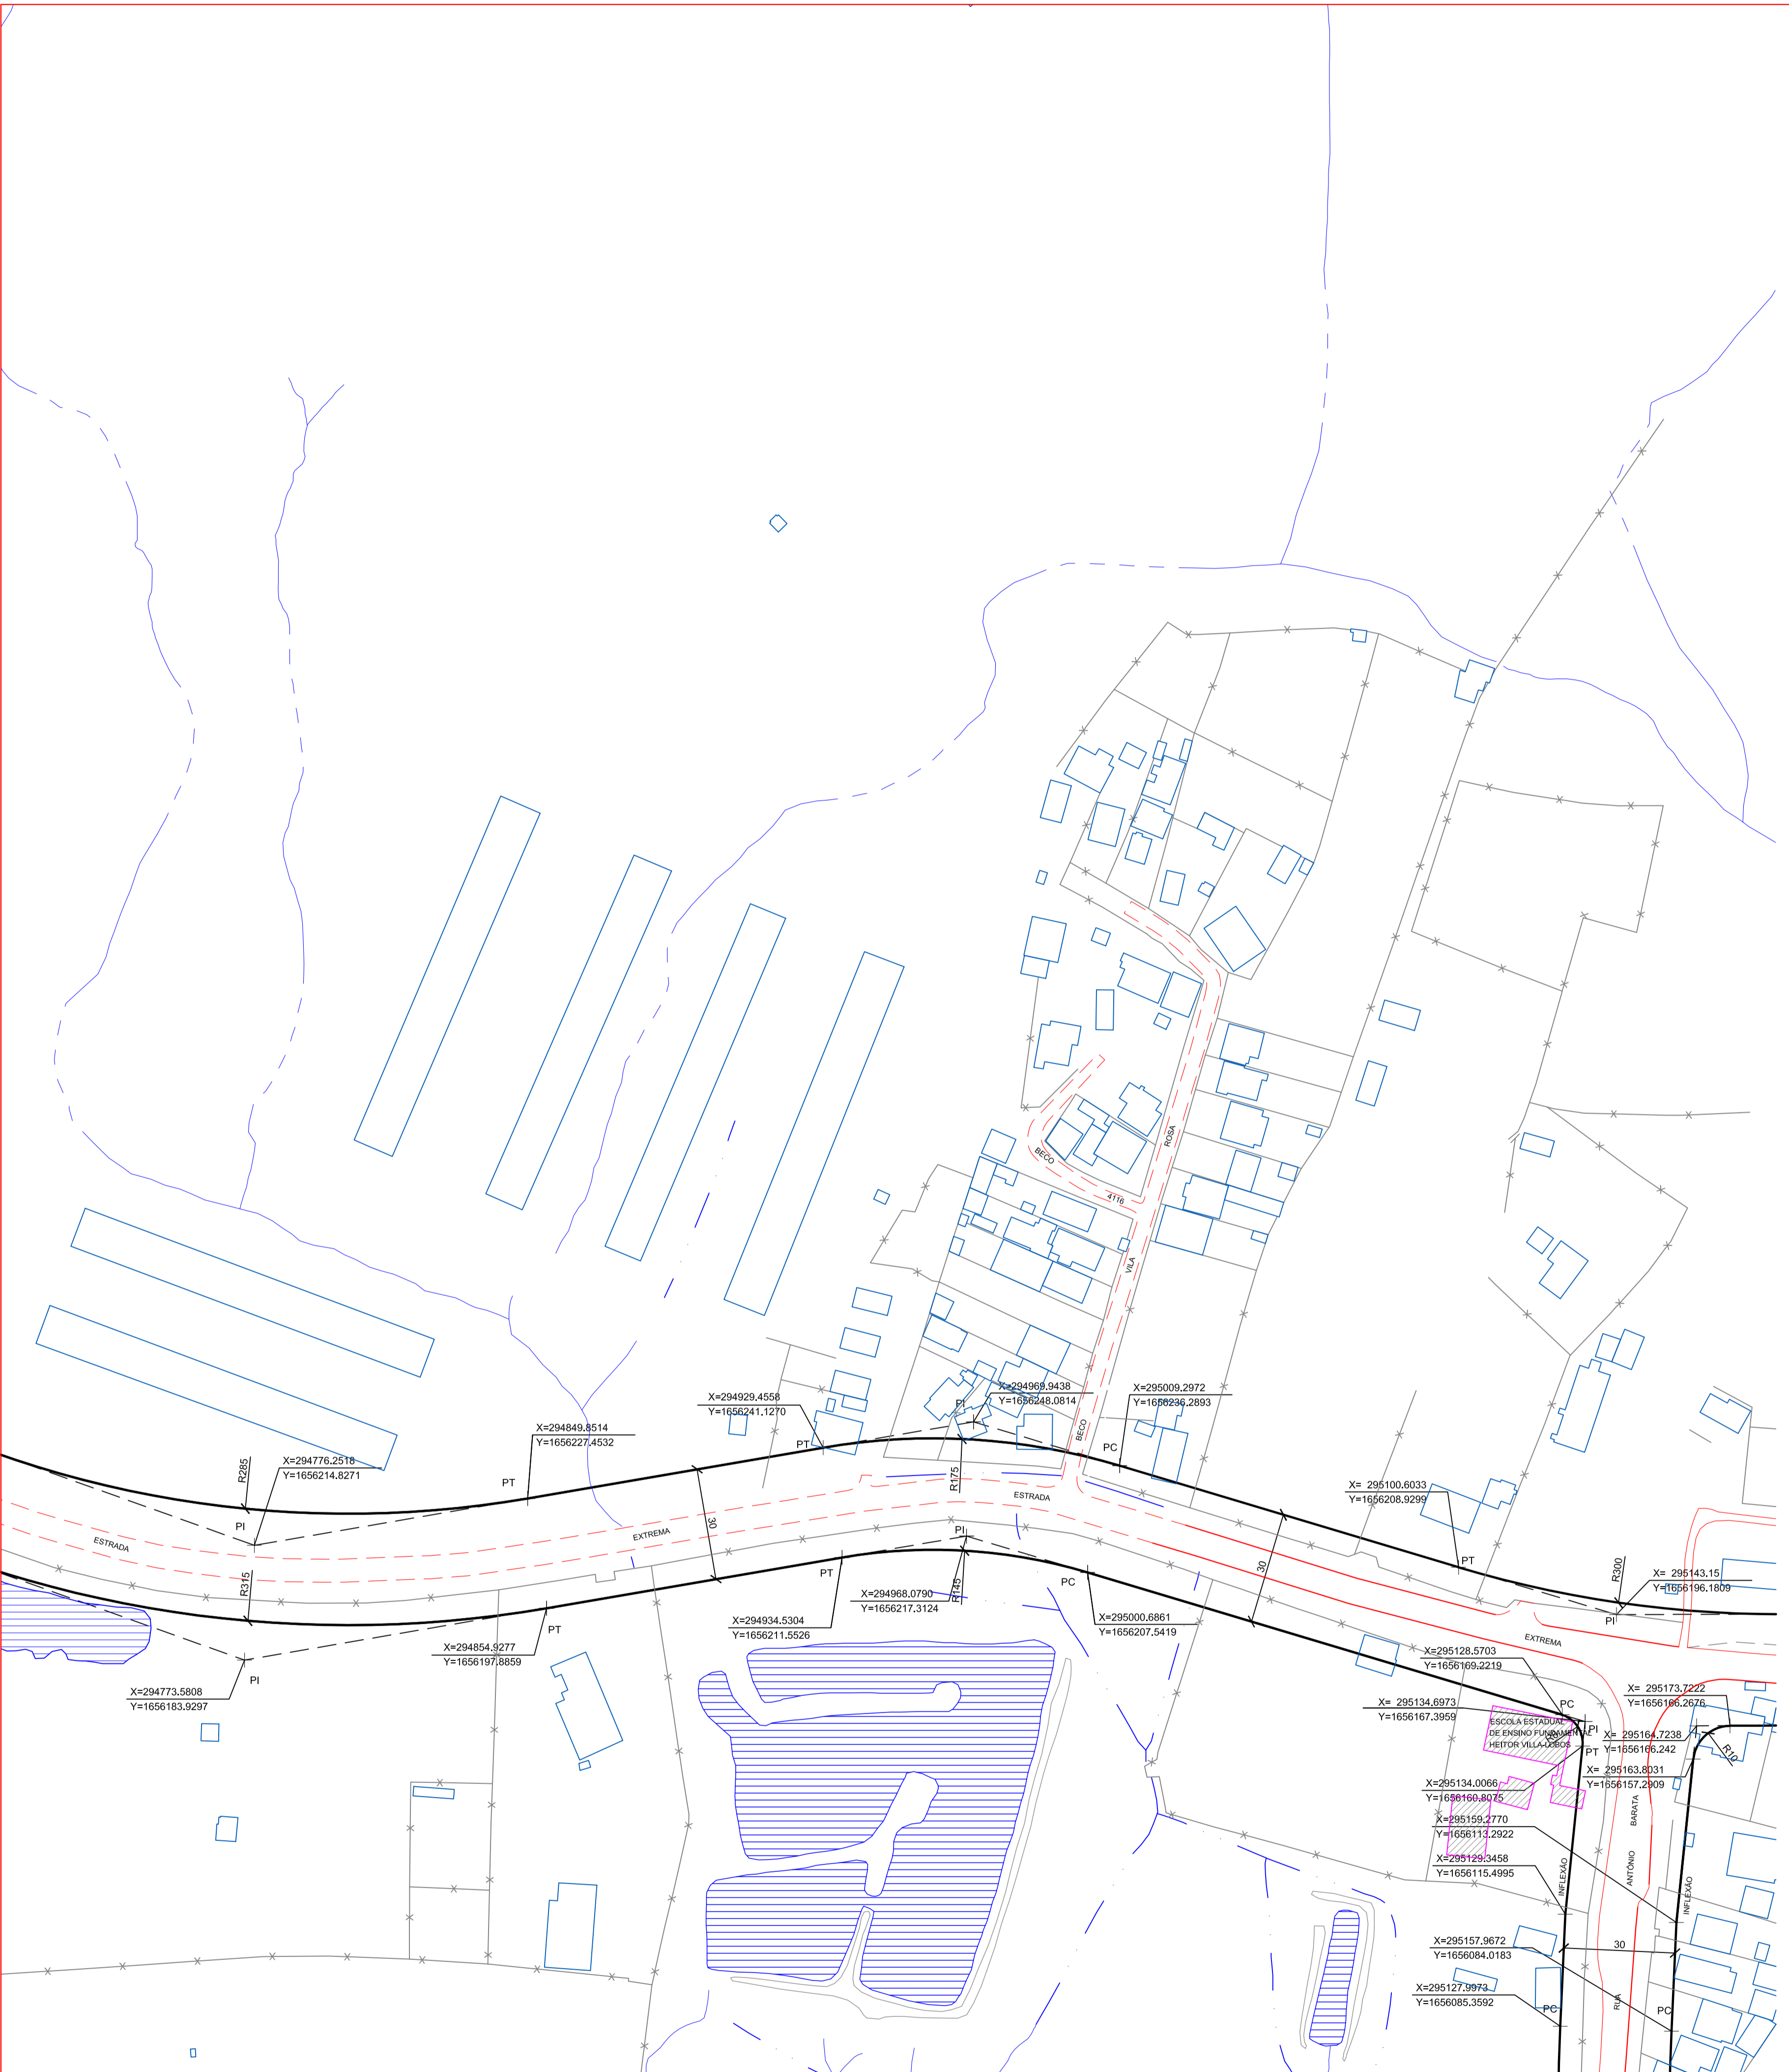 X=294969.9438
Y=1656248.0814
PI
X=295009.2972
Y=1656236.2893
PC
X=294929.4558
Y=1656241.1270
PT
X=294849.8514
Y=1656227.4532
PT
X=294776.2518
Y=1656214.8271
PI
R285
R315
R175
R145
30
ROSA
BECO
4116
VILA
BECO
ESTRADA
EXTREMA
ESTRADA
PI
PT
PC
X=294968.0790
Y=1656217.3124
X=294934.5304
Y=1656211.5526
X=295000.6861
Y=1656207.5419
X=294854.9277
Y=1656197.8859
PT
X=294773.5808
Y=1656183.9297
PI
30
X= 295100.6033
Y=1656208.9299
PT
R300
X= 295143.15
Y=1656196.1809
PI
EXTREMA
X=295128.5703
Y=1656169.2219
X= 295134.6973
Y=1656167.3959
PC
PI
PT
ESCOLA ESTADUAL
DE ENSINO FUNDAMENTAL
HEITOR VILLA-LOBOS
X= 295173.7222
Y=1656166.2676
X= 295164.7238
Y=1656166.242
R10
X= 295163.8031
Y=1656157.2909
X=295134.0066
Y=1656160.8075
X=295159.2770
Y=1656113.2922
X=295129.3458
Y=1656115.4995
INFLEXÃO
INFLEXÃO
BARATA
ANTÔNIO
RUA
30
X=295157.9672
Y=1656084.0183
X=295127.9973
Y=1656085.3592
PC
PC